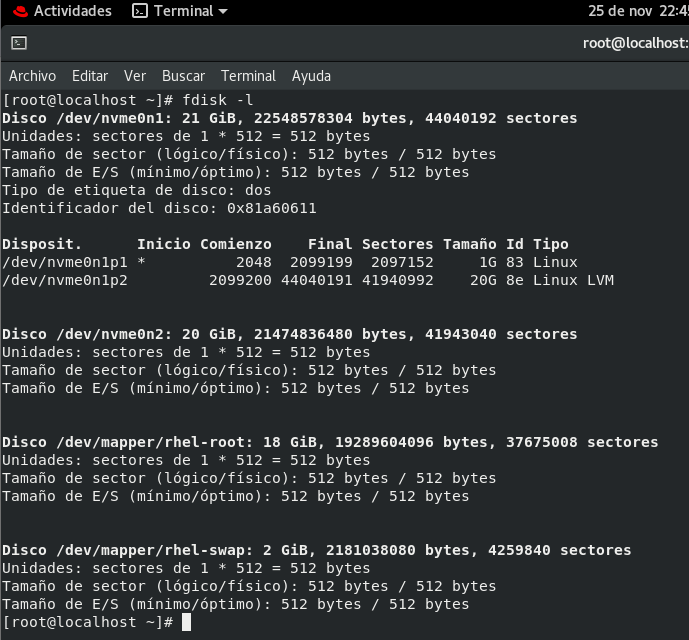 Actividades Terminal 25 de nov 22:45
root@localhost:
Archivo Editar Ver Buscar Terminal Ayuda
[root@localhost ~]# fdisk -l
Disco /dev/nvme0n1: 21 GiB, 22548578304 bytes, 44040192 sectores
Unidades: sectores de 1 * 512 = 512 bytes
Tamaño de sector (lógico/físico): 512 bytes / 512 bytes
Tamaño de E/S (mínimo/óptimo): 512 bytes / 512 bytes
Tipo de etiqueta de disco: dos
Identificador del disco: 0x81a60611
Disposit. Inicio Comienzo Final Sectores Tamaño Id Tipo
/dev/nvme0n1p1 * 2048 2099199 2097152 1G 83 Linux
/dev/nvme0n1p2 2099200 44040191 41940992 20G 8e Linux LVM
Disco /dev/nvme0n2: 20 GiB, 21474836480 bytes, 41943040 sectores
Unidades: sectores de 1 * 512 = 512 bytes
Tamaño de sector (lógico/físico): 512 bytes / 512 bytes
Tamaño de E/S (mínimo/óptimo): 512 bytes / 512 bytes
Disco /dev/mapper/rhel-root: 18 GiB, 19289604096 bytes, 37675008 sectores
Unidades: sectores de 1 * 512 = 512 bytes
Tamaño de sector (lógico/físico): 512 bytes / 512 bytes
Tamaño de E/S (mínimo/óptimo): 512 bytes / 512 bytes
Disco /dev/mapper/rhel-swap: 2 GiB, 2181038080 bytes, 4259840 sectores
Unidades: sectores de 1 * 512 = 512 bytes
Tamaño de sector (lógico/físico): 512 bytes / 512 bytes
Tamaño de E/S (mínimo/óptimo): 512 bytes / 512 bytes
[root@localhost ~]#